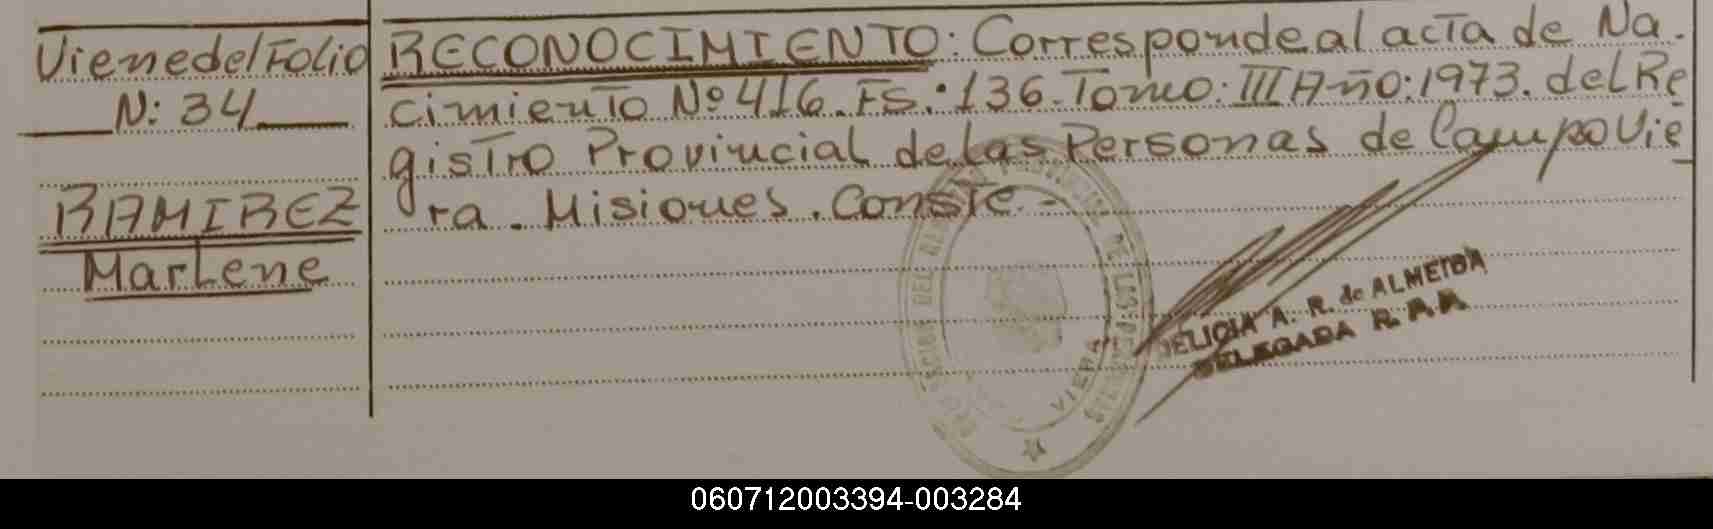 Viene del Folio
N: 34
RAMIREZ
Marlene
RECONOCIMIENTO: Corresponde al acta de Na.
cimiento Nº 416. FS.: 136. Tomo: III Año: 1973. del Re
gistro Provincial de las Personas de Campo Vie
ra. Misiones. Conste.-
VIERA
A. R. de ALMEIDA
DELEGADA R.
060712003394-003284